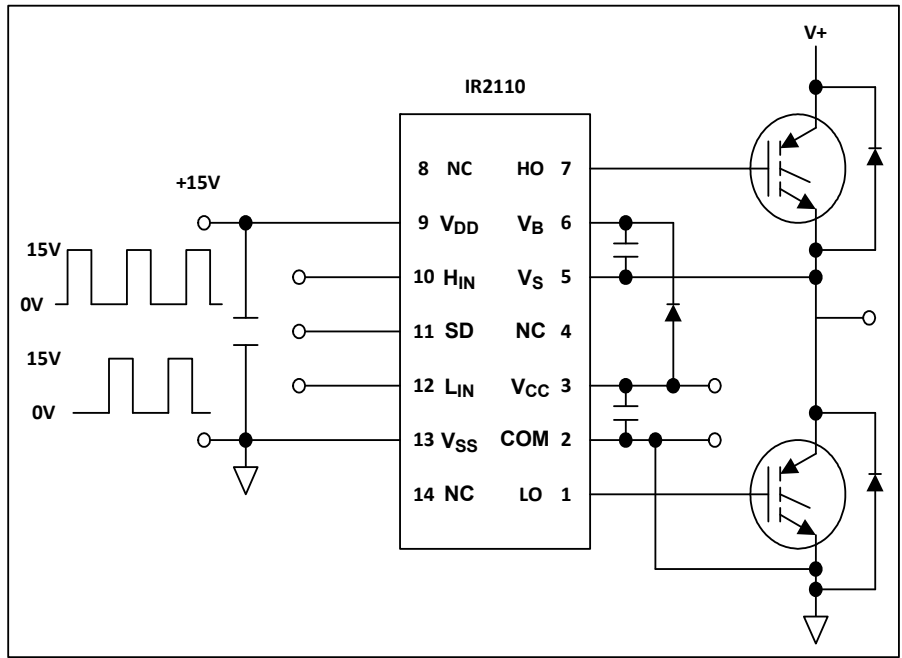 V+
IR2110
8 NC HO 7
+15V
9 VDD VB 6
15V
10 HIN VS 5
0V
11 SD NC 4
15V
12 LIN VCC 3
0V
13 VSS COM 2
14 NC LO 1